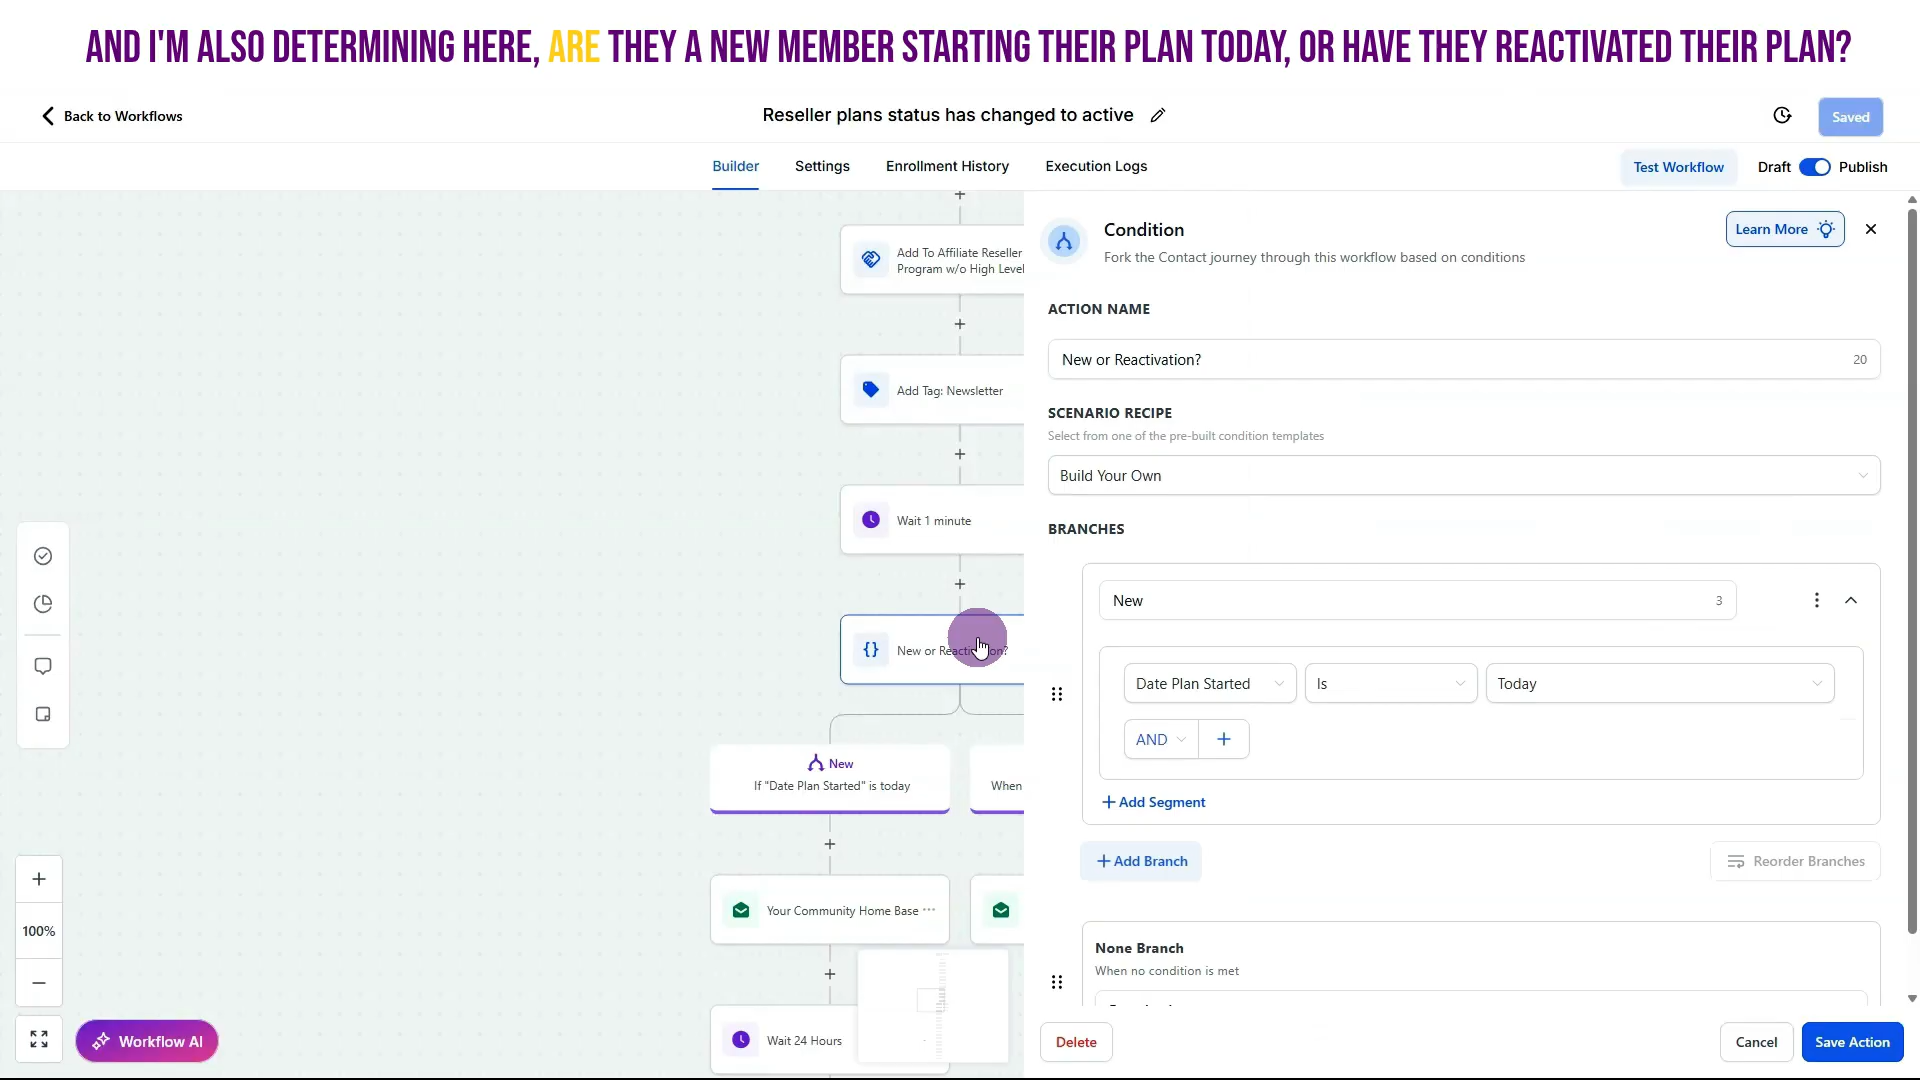 AND I'M ALSO DETERMINING HERE, ARE THEY A NEW MEMBER STARTING THEIR PLAN TODAY, OR HAVE THEY REACTIVATED THEIR PLAN?
Back to Workflows
Reseller plans status has changed to active
Saved
Builder
Settings
Enrollment History
Execution Logs
Test Workflow
Draft
Publish
Add To Affiliate Reseller
Program w/o High Level
Add Tag: Newsletter
Wait 1 minute
New or Reactivation?
New
If "Date Plan Started" is today
When
Your Community Home Base ...
Wait 24 Hours
100%
Workflow AI
Condition
Fork the Contact journey through this workflow based on conditions
Learn More
ACTION NAME
New or Reactivation?
20
SCENARIO RECIPE
Select from one of the pre-built condition templates
Build Your Own
BRANCHES
New
3
Date Plan Started
Is
Today
AND
Add Segment
Add Branch
Reorder Branches
None Branch
When no condition is met
Delete
Cancel
Save Action